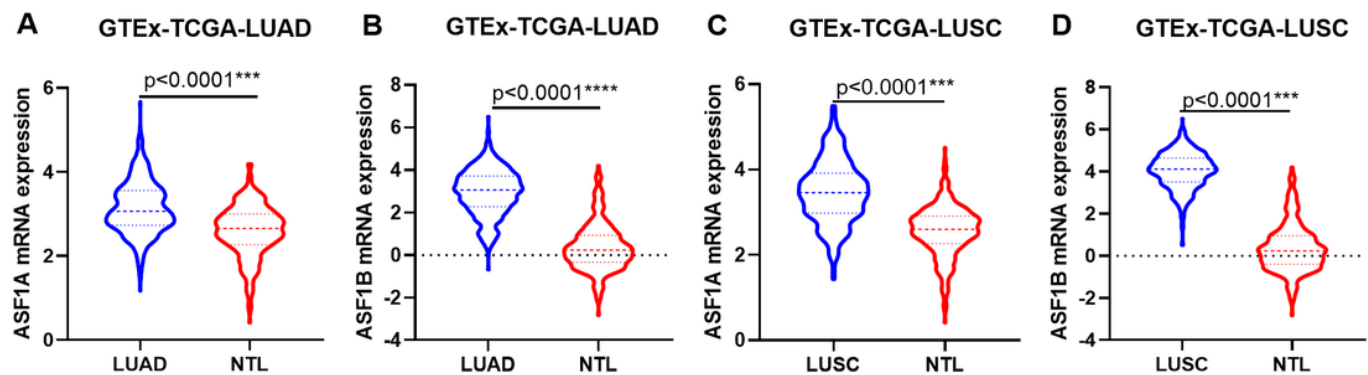 A GTEx-TCGA-LUAD
p<0.0001***
ASF1A mRNA expression
6
4
2
0
LUAD NTL
B GTEx-TCGA-LUAD
p<0.0001****
ASF1B mRNA expression
8
6
4
2
0
-2
-4
LUAD NTL
C GTEx-TCGA-LUSC
p<0.0001***
ASF1A mRNA expression
6
4
2
0
LUSC NTL
D GTEx-TCGA-LUSC
p<0.0001***
ASF1B mRNA expression
8
6
4
2
0
-2
-4
LUSC NTL